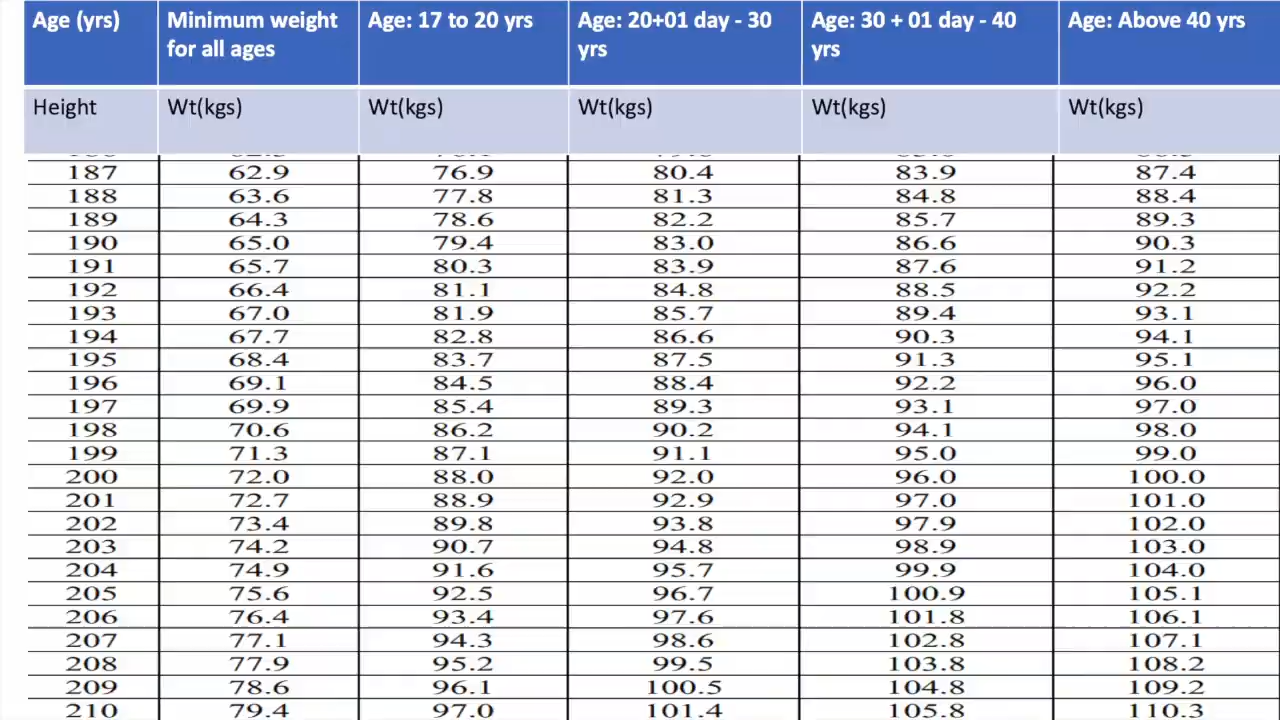 Age (yrs) Minimum weight for all ages Age: 17 to 20 yrs Age: 20+01 day - 30 yrs Age: 30 + 01 day - 40 yrs Age: Above 40 yrs
Height Wt(kgs) Wt(kgs) Wt(kgs) Wt(kgs) Wt(kgs)
187 62.9 76.9 80.4 83.9 87.4
188 63.6 77.8 81.3 84.8 88.4
189 64.3 78.6 82.2 85.7 89.3
190 65.0 79.4 83.0 86.6 90.3
191 65.7 80.3 83.9 87.6 91.2
192 66.4 81.1 84.8 88.5 92.2
193 67.0 81.9 85.7 89.4 93.1
194 67.7 82.8 86.6 90.3 94.1
195 68.4 83.7 87.5 91.3 95.1
196 69.1 84.5 88.4 92.2 96.0
197 69.9 85.4 89.3 93.1 97.0
198 70.6 86.2 90.2 94.1 98.0
199 71.3 87.1 91.1 95.0 99.0
200 72.0 88.0 92.0 96.0 100.0
201 72.7 88.9 92.9 97.0 101.0
202 73.4 89.8 93.8 97.9 102.0
203 74.2 90.7 94.8 98.9 103.0
204 74.9 91.6 95.7 99.9 104.0
205 75.6 92.5 96.7 100.9 105.1
206 76.4 93.4 97.6 101.8 106.1
207 77.1 94.3 98.6 102.8 107.1
208 77.9 95.2 99.5 103.8 108.2
209 78.6 96.1 100.5 104.8 109.2
210 79.4 97.0 101.4 105.8 110.3